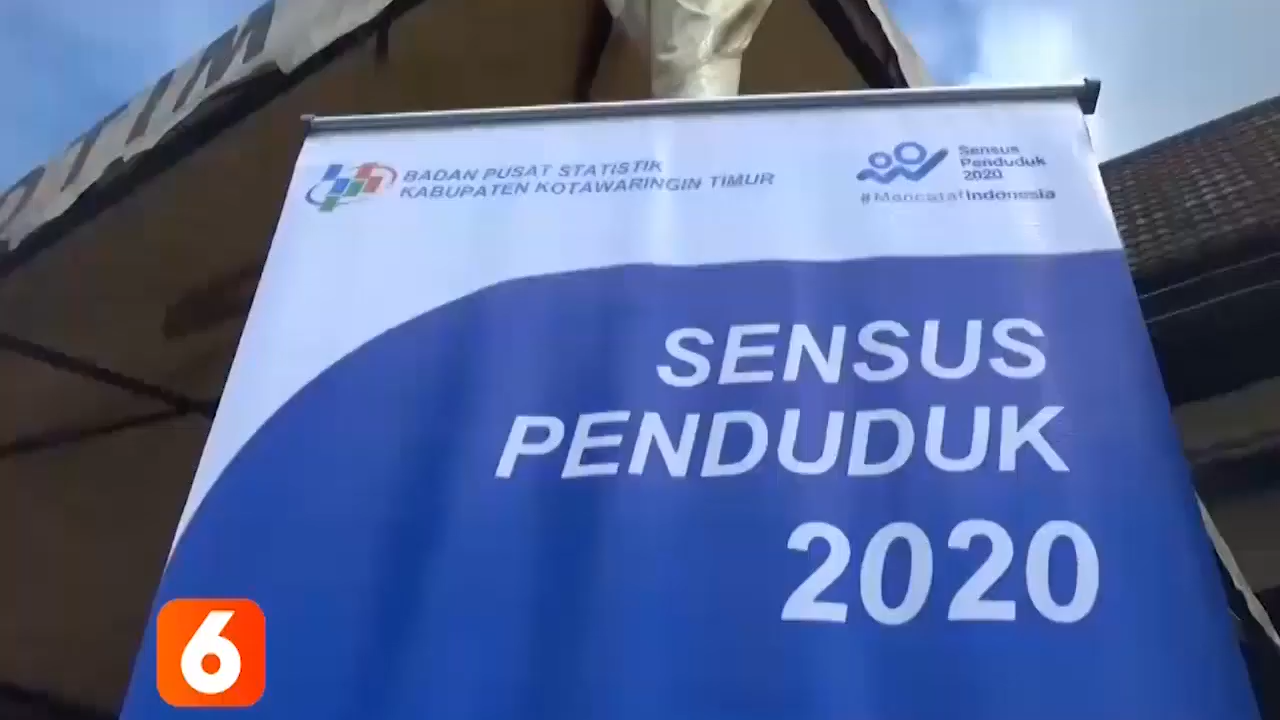 BADAN PUSAT STATISTIK
KABUPATEN KOTAWARINGIN TIMUR
Sensus
Penduduk
2020
#MencatatIndonesia
SENSUS
PENDUDUK
2020
6